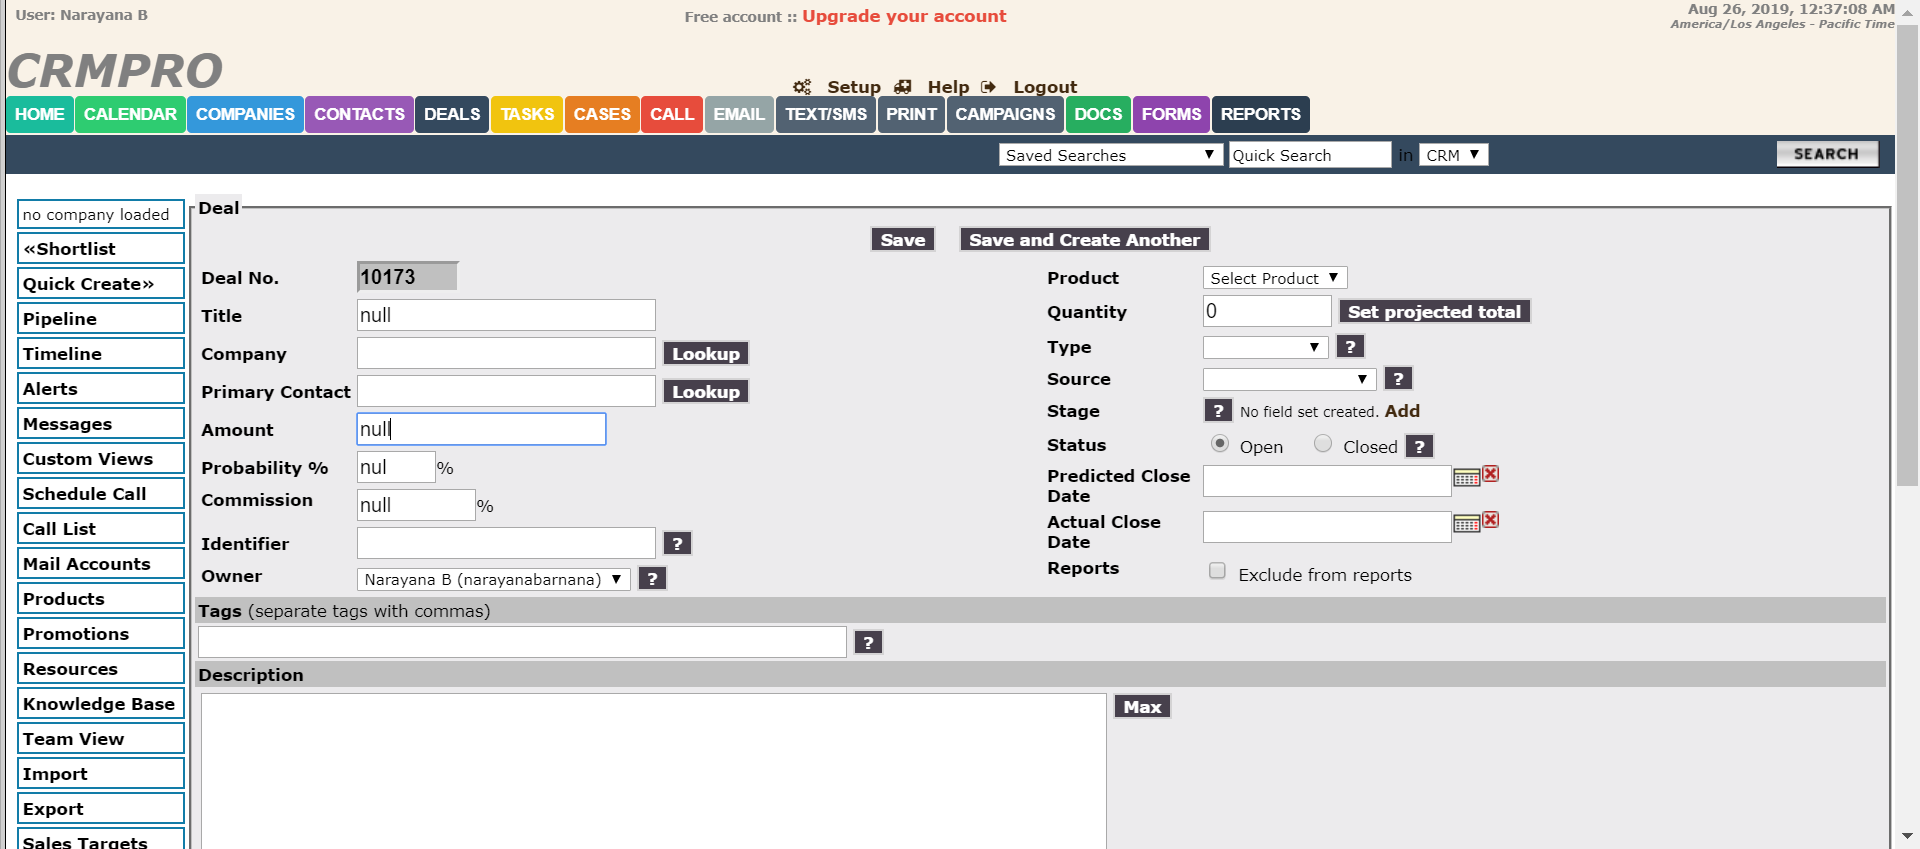 User: Narayana B
Free account :: Upgrade your account
Aug 26, 2019, 12:37:08 AM
America/Los Angeles - Pacific Time
CRMPRO
Setup Help Logout
HOME CALENDAR COMPANIES CONTACTS DEALS TASKS CASES CALL EMAIL TEXT/SMS PRINT CAMPAIGNS DOCS FORMS REPORTS
Saved Searches Quick Search in CRM SEARCH
no company loaded
«Shortlist
Quick Create»
Pipeline
Timeline
Alerts
Messages
Custom Views
Schedule Call
Call List
Mail Accounts
Products
Promotions
Resources
Knowledge Base
Team View
Import
Export
Sales Targets
Deal
Save Save and Create Another
Deal No. 10173
Title null
Company Lookup
Primary Contact Lookup
Amount null
Probability % nul %
Commission null %
Identifier ?
Owner Narayana B (narayanabarnana) ?
Product Select Product
Quantity 0 Set projected total
Type ?
Source ?
Stage ? No field set created. Add
Status Open Closed ?
Predicted Close
Date
Actual Close
Date
Reports Exclude from reports
Tags (separate tags with commas)
?
Description
Max